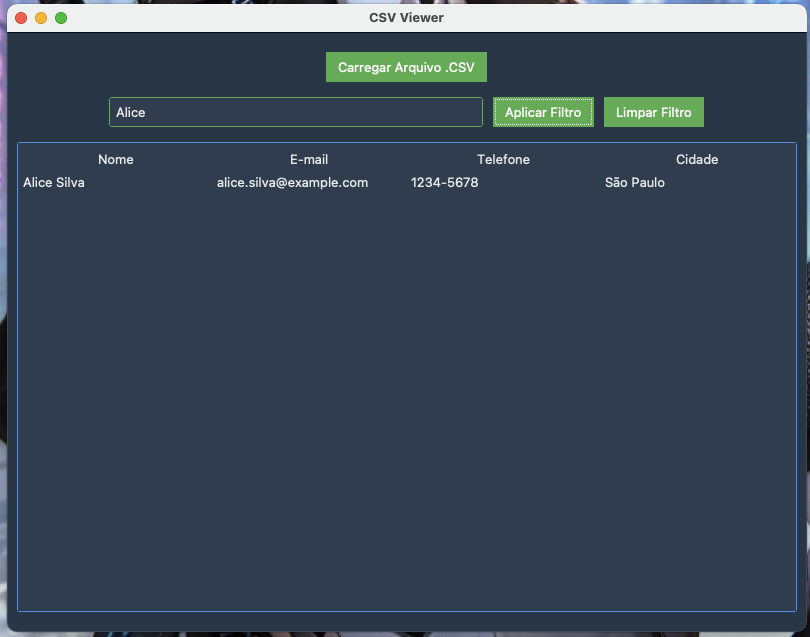 CSV Viewer
Carregar Arquivo .CSV
Alice Aplicar Filtro Limpar Filtro
Nome E-mail Telefone Cidade
Alice Silva alice.silva@example.com 1234-5678 São Paulo